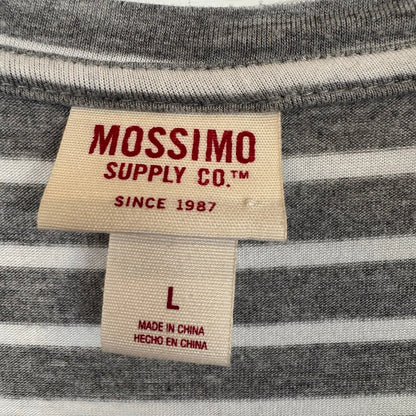 MOSSIMO
SUPPLY CO.™
SINCE 1987
L
MADE IN CHINA
HECHO EN CHINA